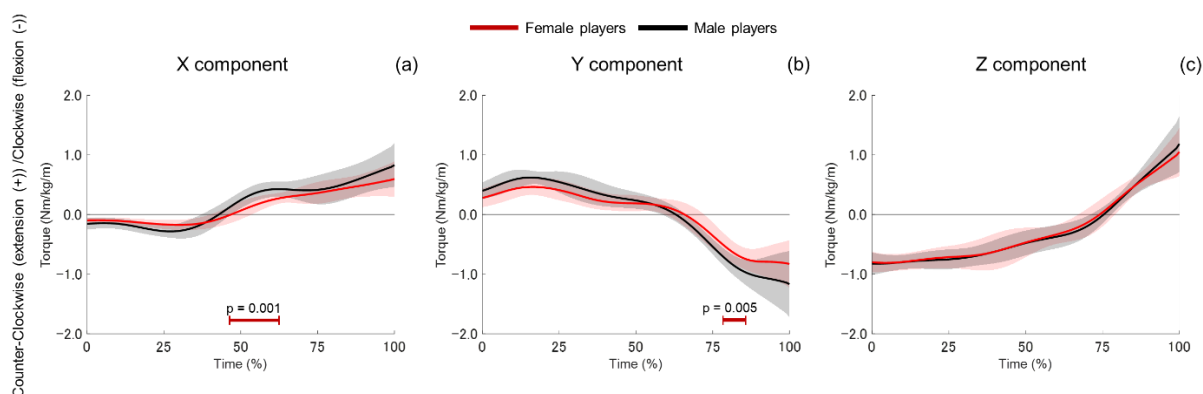 Female players Male players
Counter-Clockwise (extension (+)) /Clockwise (flexion (-))
X component (a)
2.0
1.0
0.0
−1.0
−2.0
Torque (Nm/kg/m)
p = 0.001
0 25 50 75 100
Time (%)
Y component (b)
2.0
1.0
0.0
−1.0
−2.0
Torque (Nm/kg/m)
p = 0.005
0 25 50 75 100
Time (%)
Z component (c)
2.0
1.0
0.0
−1.0
−2.0
Torque (Nm/kg/m)
0 25 50 75 100
Time (%)